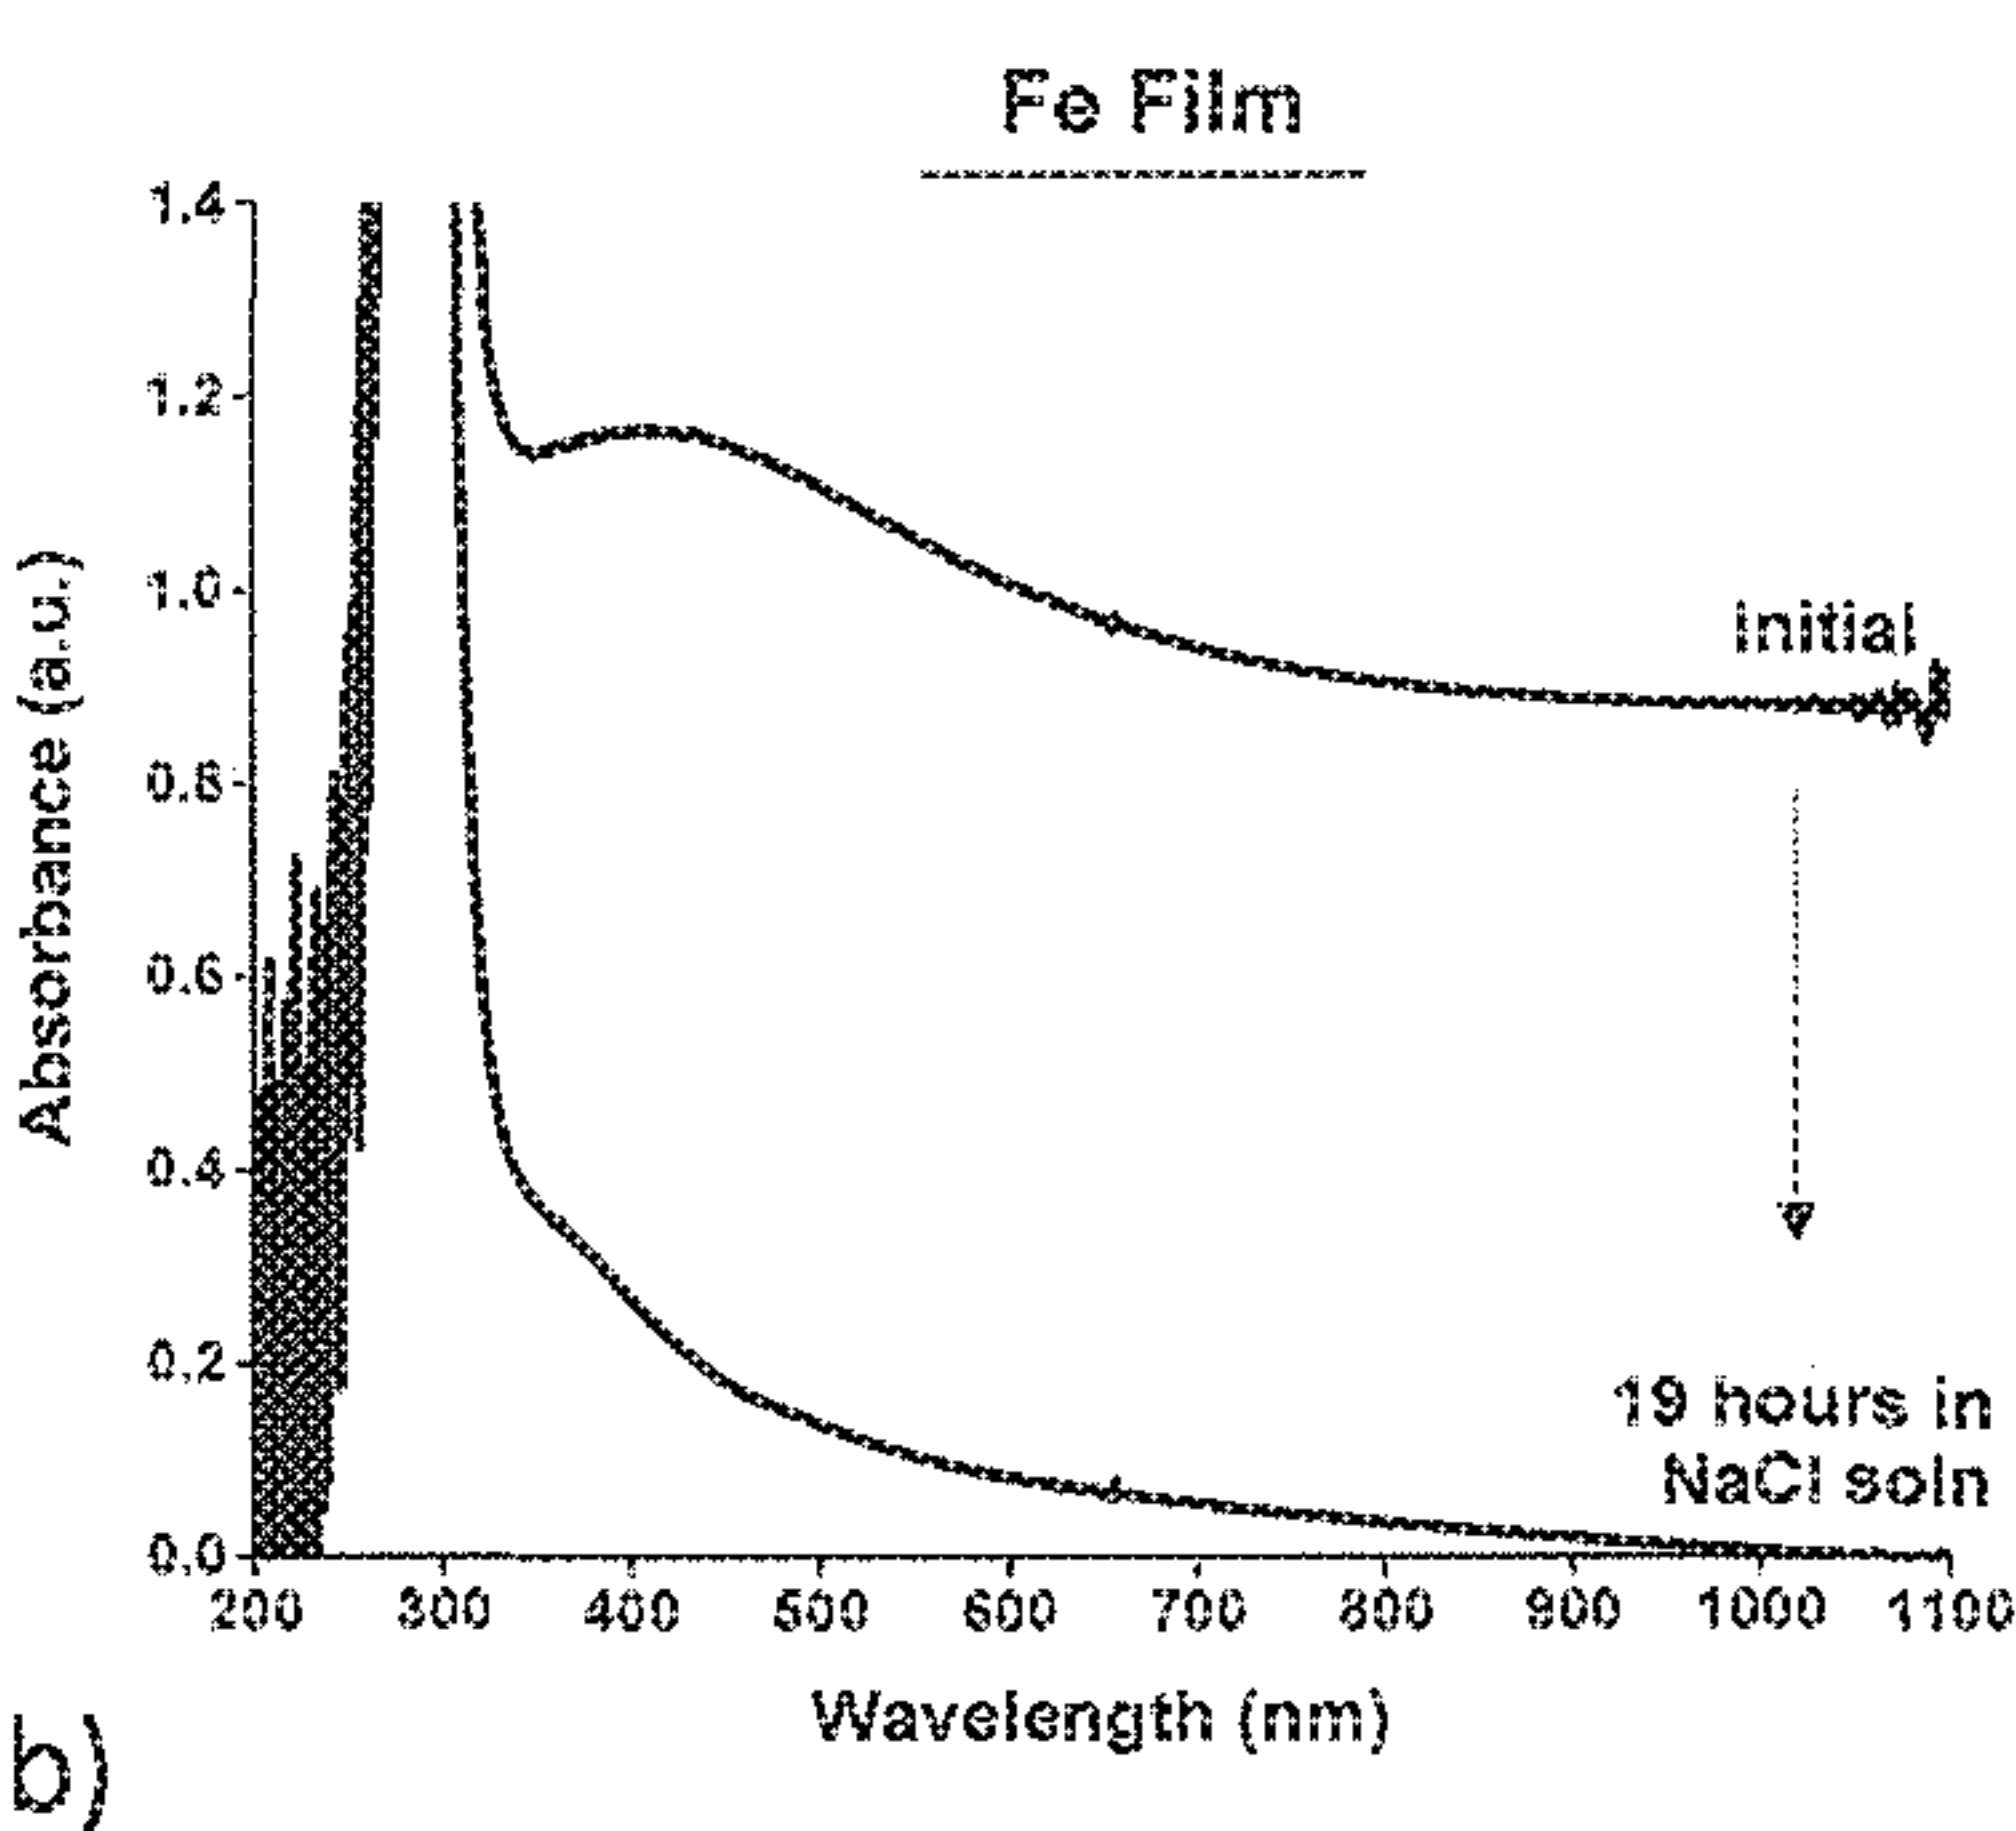 Fe Film
1.4
1.2
1.0
0.8
0.6
0.4
0.2
0.0
Absorbance (a.u.)
Initial
19 hours in
NaCl soln
200 300 400 500 600 700 800 900 1000 1100
Wavelength (nm)
b)